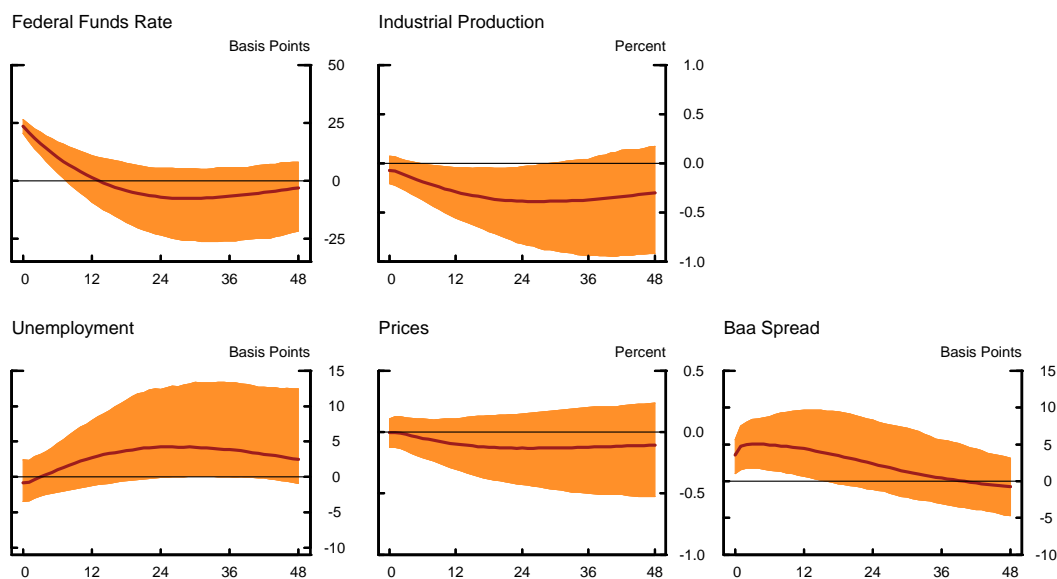 Federal Funds Rate
Basis Points
50
25
0
-25
0 12 24 36 48
Industrial Production
Percent
1.0
0.5
0.0
-0.5
-1.0
0 12 24 36 48
Unemployment
Basis Points
15
10
5
0
-5
-10
0 12 24 36 48
Prices
Percent
0.5
0.0
-0.5
-1.0
0 12 24 36 48
Baa Spread
Basis Points
15
10
5
0
-5
-10
0 12 24 36 48